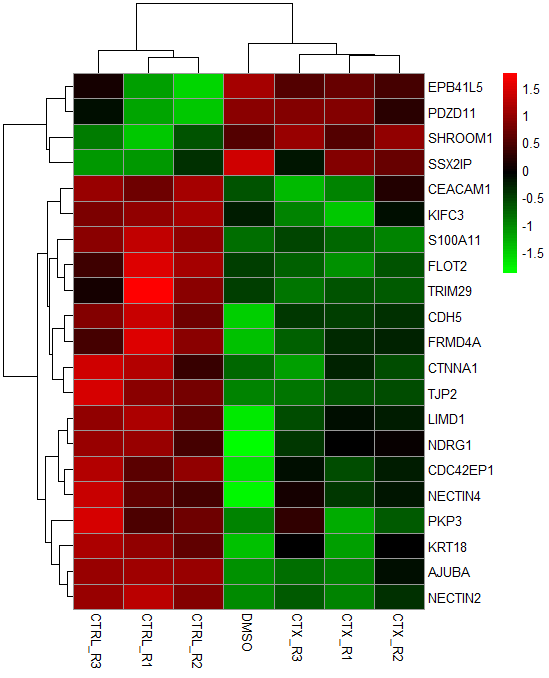 EPB41L5
PDZD11
SHROOM1
SSX2IP
CEACAM1
KIFC3
S100A11
FLOT2
TRIM29
CDH5
FRMD4A
CTNNA1
TJP2
LIMD1
NDRG1
CDC42EP1
NECTIN4
PKP3
KRT18
AJUBA
NECTIN2
1.5
1
0.5
0
-0.5
-1
-1.5
CTRL_R3
CTRL_R1
CTRL_R2
DMSO
CTX_R3
CTX_R1
CTX_R2